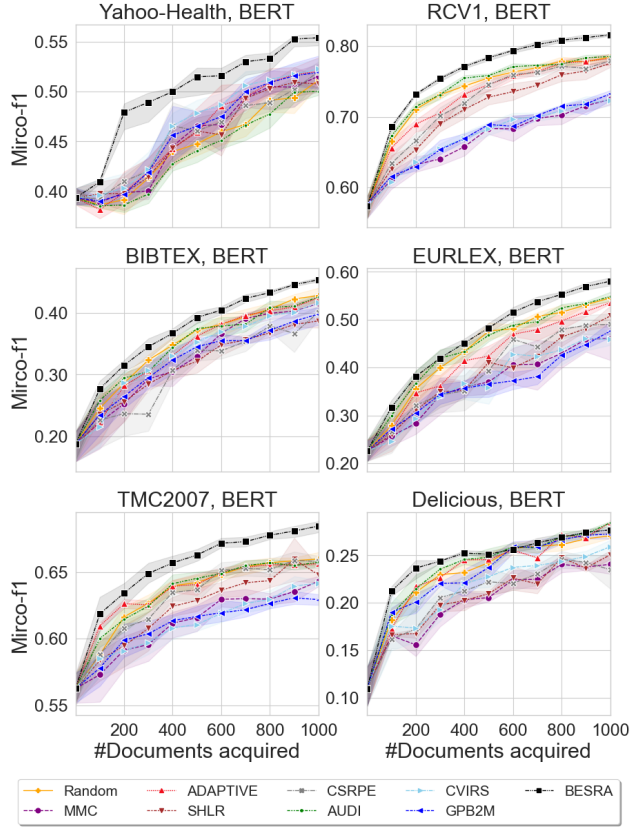 Yahoo-Health, BERT
RCV1, BERT
Mirco-f1
0.55
0.50
0.45
0.40
0.80
0.70
0.60
BIBTEX, BERT
EURLEX, BERT
Mirco-f1
0.40
0.30
0.20
0.60
0.50
0.40
0.30
0.20
TMC2007, BERT
Delicious, BERT
Mirco-f1
0.65
0.60
0.55
0.25
0.20
0.15
0.10
200 400 600 800 1000
200 400 600 800 1000
#Documents acquired
#Documents acquired
Random ADAPTIVE CSRPE CVIRS BESRA
MMC SHLR AUDI GPB2M